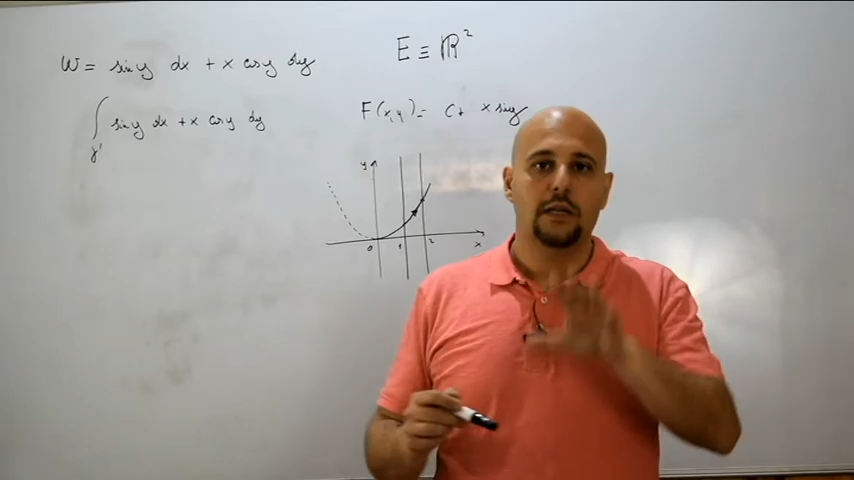 W = sin y dx + x cos y dy
E ≡ ℝ²
∫γ sin y dx + x cos y dy
F(x,y) = C + x sin y
y
0 1 2 x